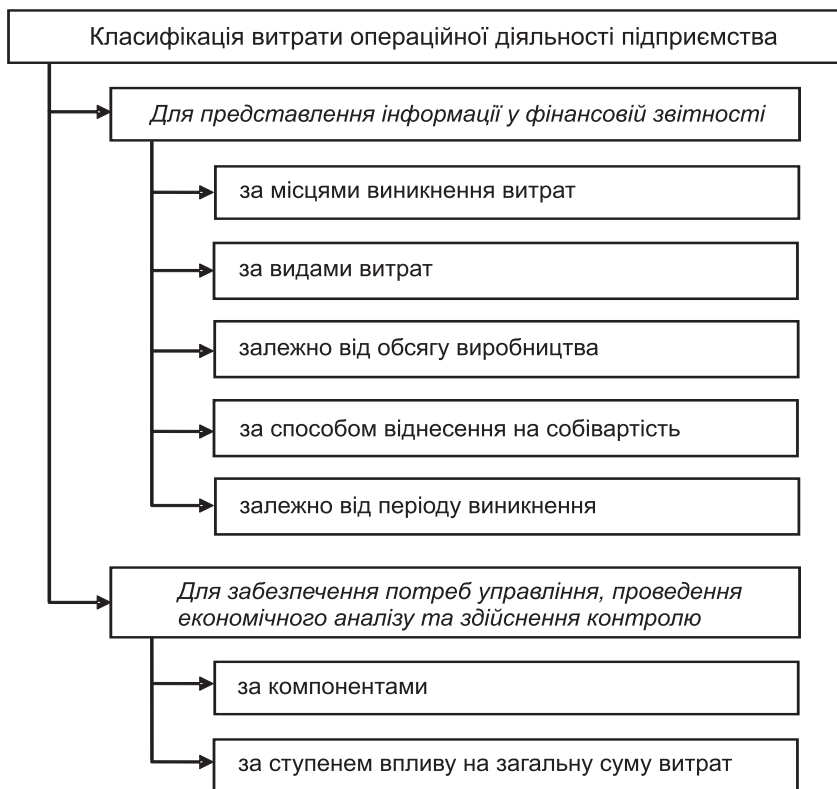 Класифікація витрати операційної діяльності підприємства
Для представлення інформації у фінансовій звітності
за місцями виникнення витрат
за видами витрат
залежно від обсягу виробництва
за способом віднесення на собівартість
залежно від періоду виникнення
Для забезпечення потреб управління, проведення
економічного аналізу та здійснення контролю
за компонентами
за ступенем впливу на загальну суму витрат